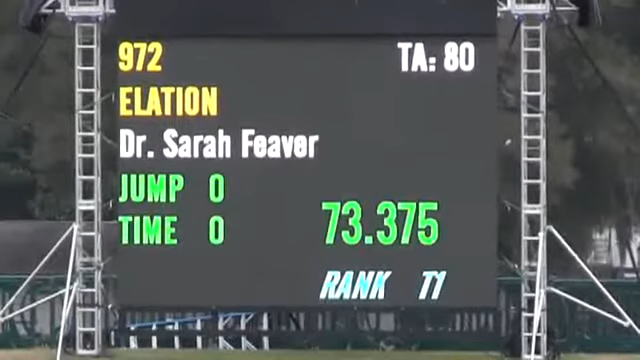 972 TA: 80
ELATION
Dr. Sarah Feaver
JUMP 0
TIME 0 73.375
RANK T1